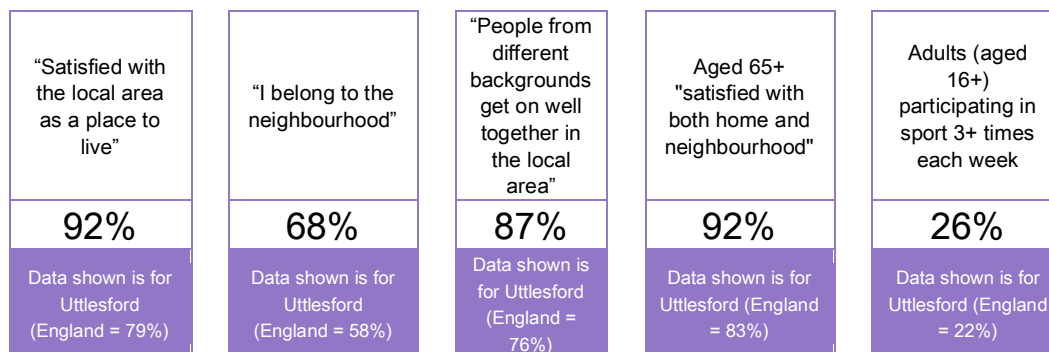 “Satisfied with
the local area
as a place to
live”
92%
Data shown is for
Uttlesford
(England = 79%)
“I belong to the
neighbourhood”
68%
Data shown is for
Uttlesford
(England = 58%)
“People from
different
backgrounds
get on well
together in
the local
area”
87%
Data shown is
for Uttlesford
(England =
76%)
Aged 65+
"satisfied with
both home and
neighbourhood"
92%
Data shown is for
Uttlesford (England
= 83%)
Adults (aged
16+)
participating in
sport 3+ times
each week
26%
Data shown is for
Uttlesford (England
= 22%)